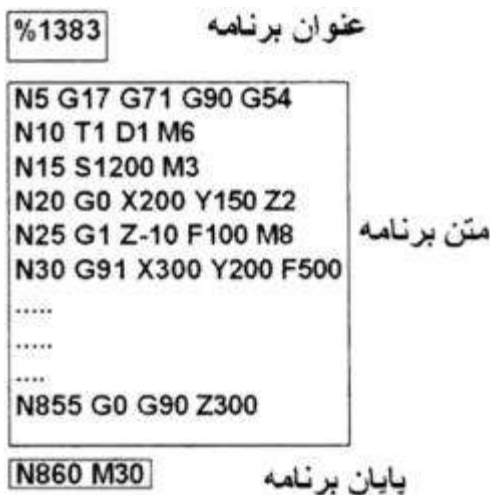 %1383 عنوان برنامه
N5 G17 G71 G90 G54
N10 T1 D1 M6
N15 S1200 M3
N20 G0 X200 Y150 Z2
N25 G1 Z-10 F100 M8
متن برنامه
N30 G91 X300 Y200 F500
.....
.....
....
N855 G0 G90 Z300
N860 M30 پایان برنامه